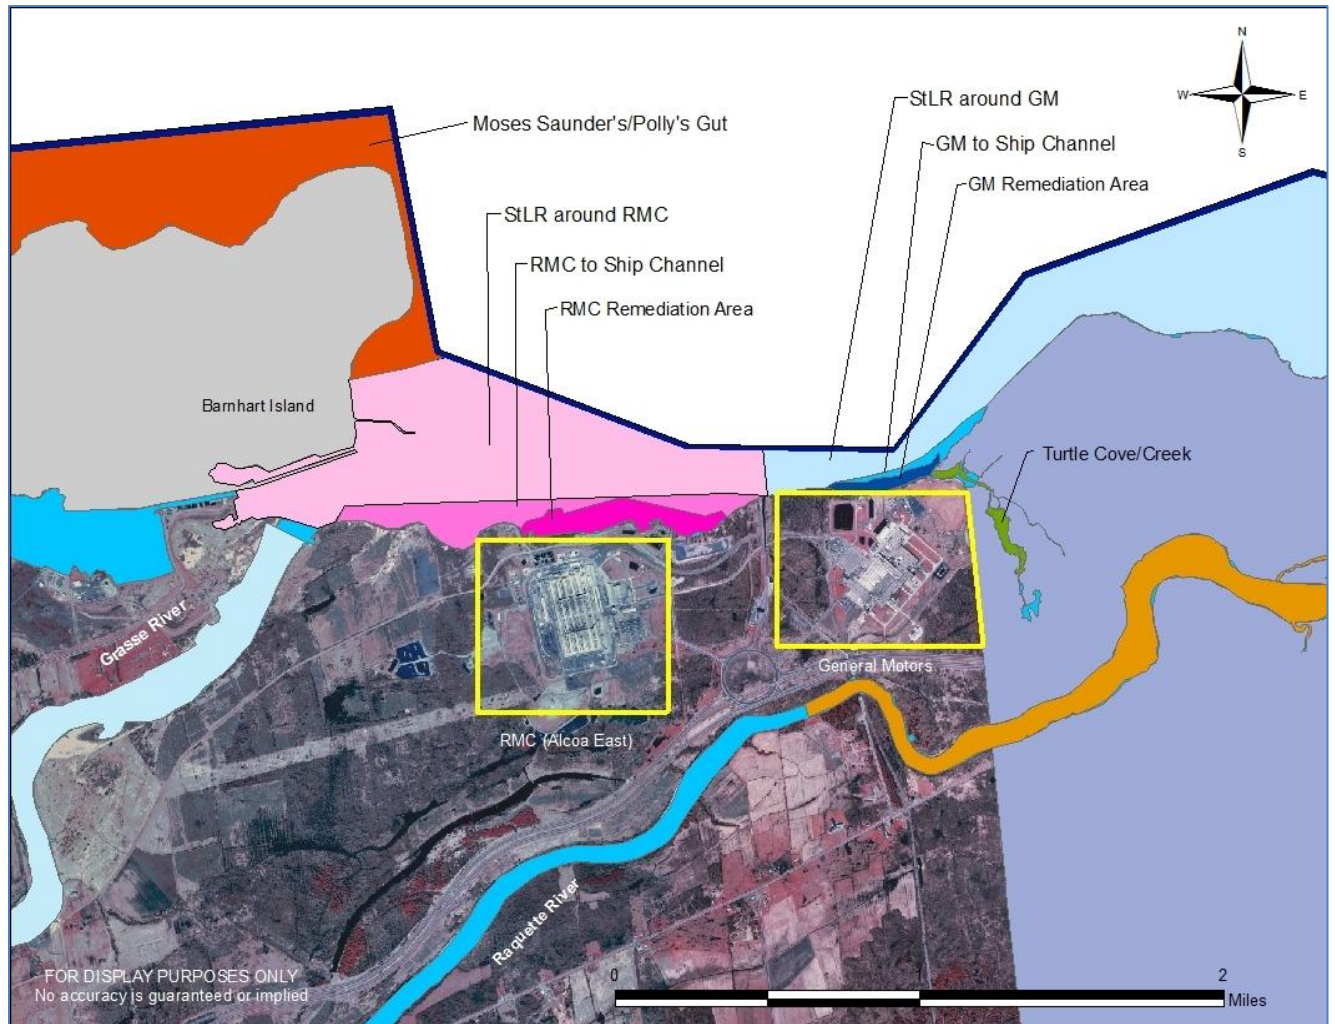 N
W E
S
StLR around GM
Moses Saunder's/Polly's Gut
GM to Ship Channel
GM Remediation Area
StLR around RMC
RMC to Ship Channel
RMC Remediation Area
Barnhart Island
Turtle Cove/Creek
Grasse River
General Motors
RMC (Alcoa East)
Raquette River
FOR DISPLAY PURPOSES ONLY
No accuracy is guaranteed or implied
0 1 2
Miles